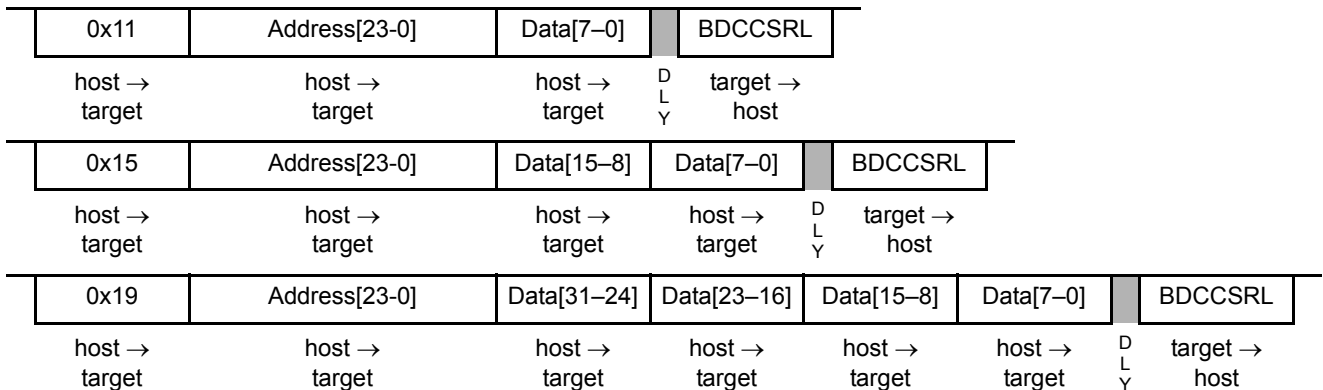 0x11 Address[23-0] Data[7–0] BDCCSRL
host → host → host → D L Y target →
target target target host
0x15 Address[23-0] Data[15–8] Data[7–0] BDCCSRL
host → host → host → host → D L Y target →
target target target target host
0x19 Address[23-0] Data[31–24] Data[23–16] Data[15–8] Data[7–0] BDCCSRL
host → host → host → host → host → host → D L Y target →
target target target target target target host